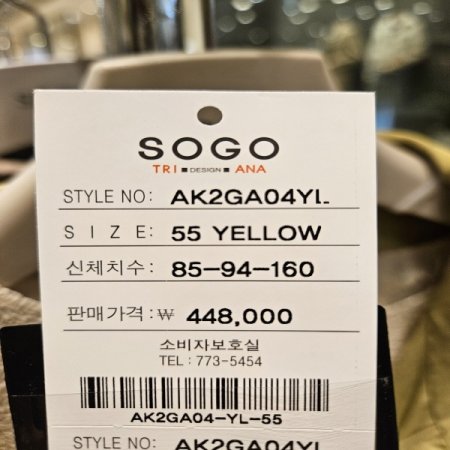 SOGO
TRI ■ DESIGN ■ ANA
STYLE NO: AK2GA04YL
S I Z E: 55 YELLOW
신체치수: 85-94-160
판매가격: ₩ 448,000
소비자보호실
TEL : 773-5454
AK2GA04-YL-55
STYLE NO: AK2GA04YL